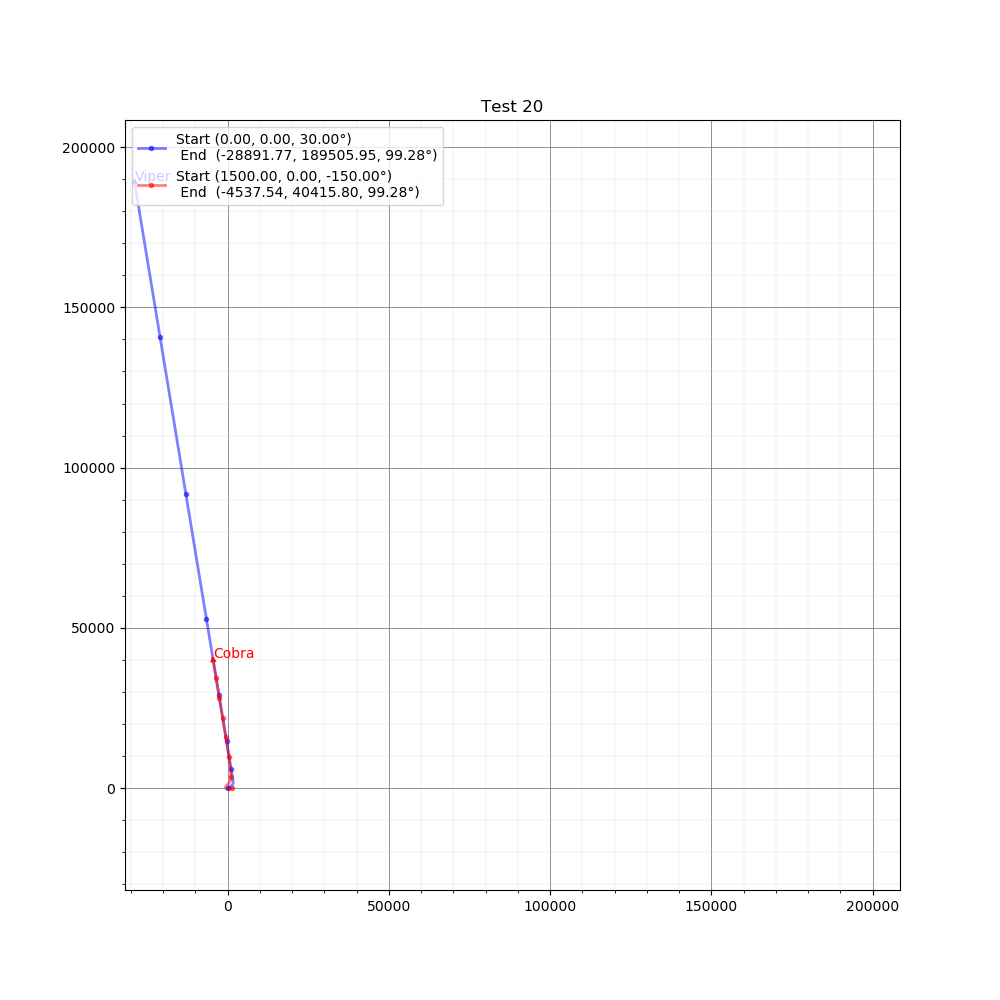 Test 20
Start (0.00, 0.00, 30.00°)
End (-28891.77, 189505.95, 99.28°)
Start (1500.00, 0.00, -150.00°)
End (-4537.54, 40415.80, 99.28°)
Viper
Cobra
200000
150000
100000
50000
0
0
50000
100000
150000
200000